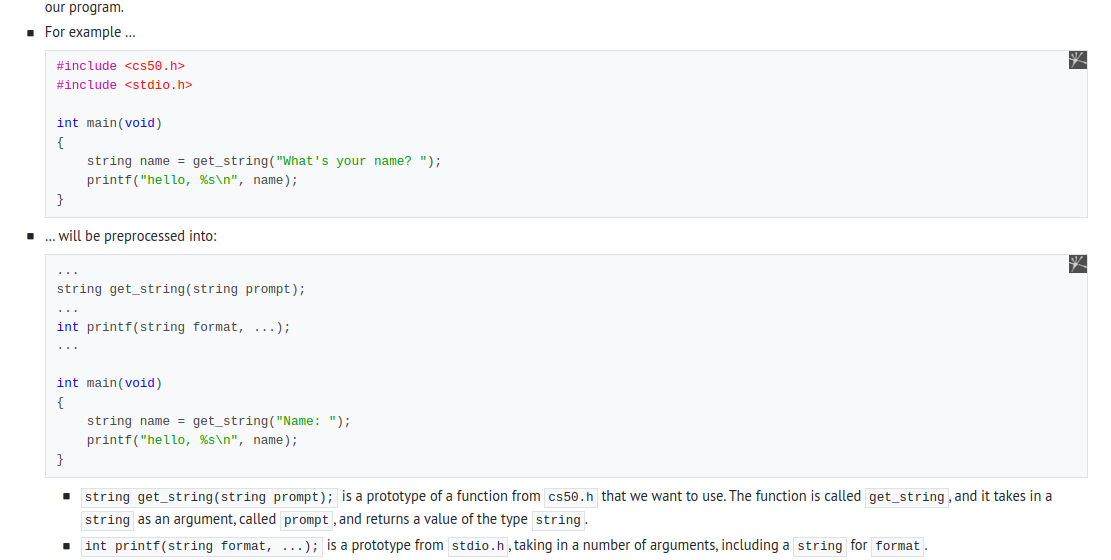 our program.
For example …
#include <cs50.h>
#include <stdio.h>
int main(void)
{
    string name = get_string("What's your name? ");
    printf("hello, %s\n", name);
}
… will be preprocessed into:
...
string get_string(string prompt);
...
int printf(string format, ...);
...
int main(void)
{
    string name = get_string("Name: ");
    printf("hello, %s\n", name);
}
string get_string(string prompt); is a prototype of a function from cs50.h that we want to use. The function is called get_string, and it takes in a
string as an argument, called prompt, and returns a value of the type string.
int printf(string format, ...); is a prototype from stdio.h, taking in a number of arguments, including a string for format.